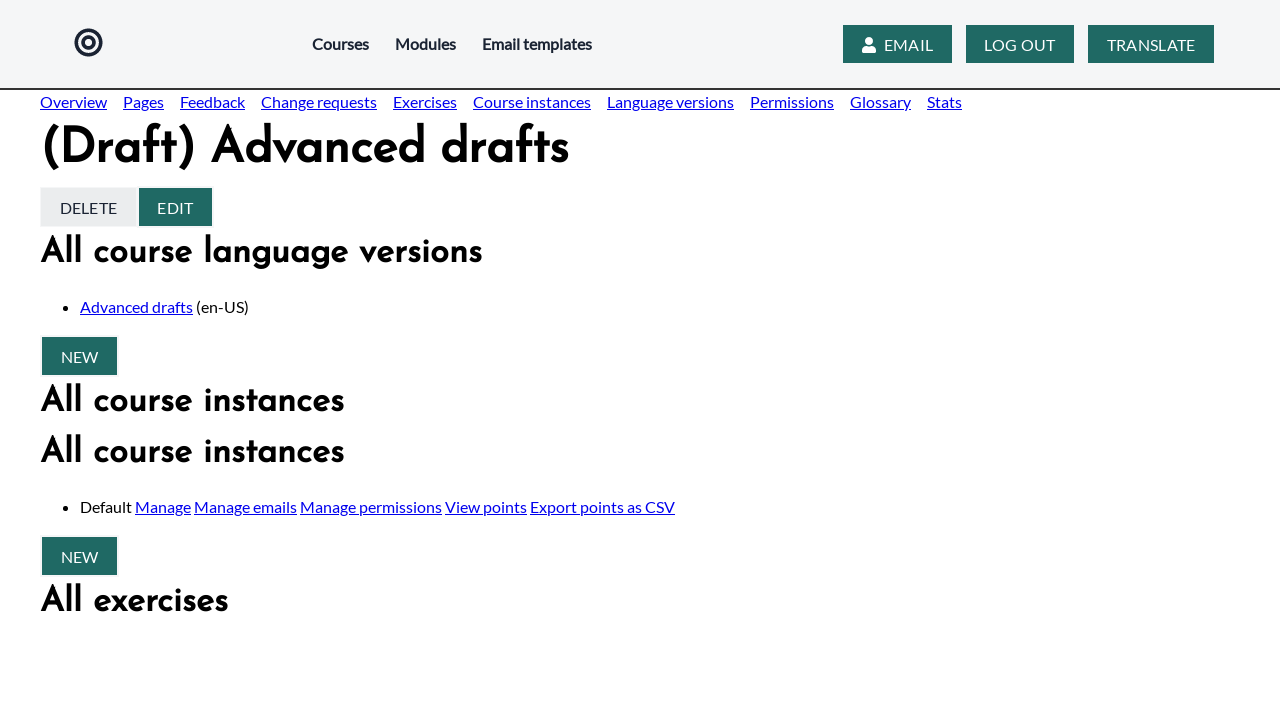 Courses Modules Email templates EMAIL LOG OUT TRANSLATE
Overview Pages Feedback Change requests Exercises Course instances Language versions Permissions Glossary Stats
(Draft) Advanced drafts
DELETE EDIT
All course language versions
Advanced drafts (en-US)
NEW
All course instances
All course instances
Default Manage Manage emails Manage permissions View points Export points as CSV
NEW
All exercises